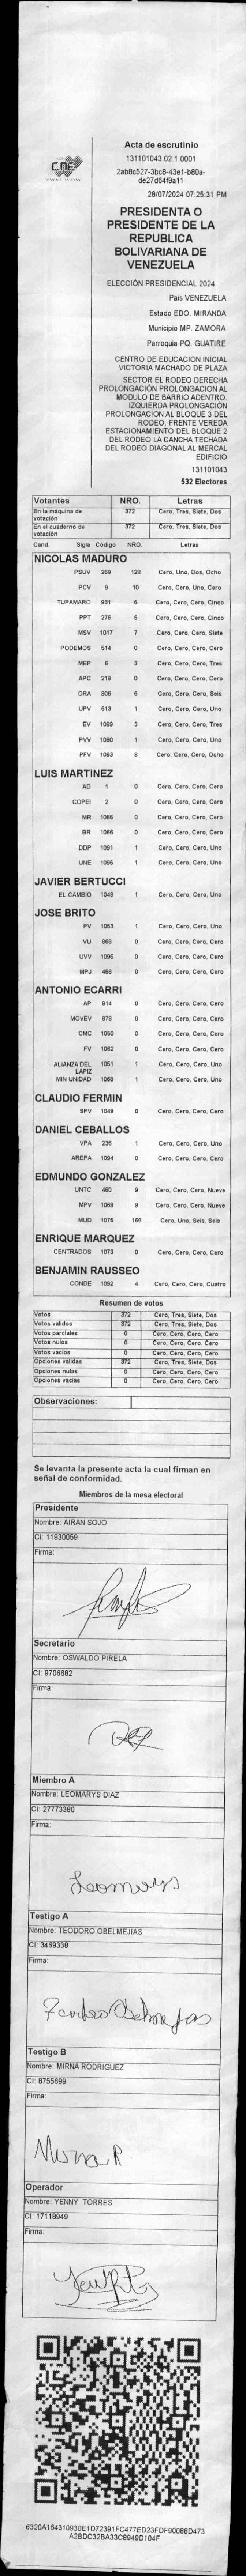 CNE
Acta de escrutinio
131101043.02.1.0001
2ab8c527-3bc8-43e1-b80a-
de27d64f9a11
28/07/2024 07:25:31 PM
PRESIDENTA O
PRESIDENTE DE LA
REPUBLICA
BOLIVARIANA DE
VENEZUELA
ELECCIÓN PRESIDENCIAL 2024
Pais VENEZUELA
Estado EDO. MIRANDA
Municipio MP. ZAMORA
Parroquia PQ. GUATIRE
CENTRO DE EDUCACION INICIAL
VICTORIA MACHADO DE PLAZA
SECTOR EL RODEO DERECHA
PROLONGACIÓN PROLONGACION AL
MODULO DE BARRIO ADENTRO.
IZQUIERDA PROLONGACIÓN
PROLONGACION AL BLOQUE 3 DEL
RODEO. FRENTE VEREDA
ESTACIONAMIENTO DEL BLOQUE 2
DEL RODEO LA CANCHA TECHADA
DEL RODEO DIAGONAL AL MERCAL
EDIFICIO
131101043
532 Electores
Votantes NRO. Letras
En la máquina de votación 372 Cero, Tres, Siete, Dos
En el cuaderno de votación 372 Cero, Tres, Siete, Dos
Cand. Sigla Codigo NRO. Letras
NICOLAS MADURO
PSUV 269 128 Cero, Uno, Dos, Ocho
PCV 9 10 Cero, Cero, Uno, Cero
TUPAMARO 931 5 Cero, Cero, Cero, Cinco
PPT 276 5 Cero, Cero, Cero, Cinco
MSV 1017 7 Cero, Cero, Cero, Siete
PODEMOS 514 0 Cero, Cero, Cero, Cero
MEP 6 3 Cero, Cero, Cero, Tres
APC 219 0 Cero, Cero, Cero, Cero
ORA 906 6 Cero, Cero, Cero, Seis
UPV 613 1 Cero, Cero, Cero, Uno
EV 1089 3 Cero, Cero, Cero, Tres
PVV 1090 1 Cero, Cero, Cero, Uno
PFV 1093 8 Cero, Cero, Cero, Ocho
LUIS MARTINEZ
AD 1 0 Cero, Cero, Cero, Cero
COPEI 2 0 Cero, Cero, Cero, Cero
MR 1065 0 Cero, Cero, Cero, Cero
BR 1066 0 Cero, Cero, Cero, Cero
DDP 1091 1 Cero, Cero, Cero, Uno
UNE 1095 1 Cero, Cero, Cero, Uno
JAVIER BERTUCCI
EL CAMBIO 1048 1 Cero, Cero, Cero, Uno
JOSE BRITO
PV 1053 1 Cero, Cero, Cero, Uno
VU 968 0 Cero, Cero, Cero, Cero
UVV 1096 0 Cero, Cero, Cero, Cero
MPJ 466 0 Cero, Cero, Cero, Cero
ANTONIO ECARRI
AP 914 0 Cero, Cero, Cero, Cero
MOVEV 978 0 Cero, Cero, Cero, Cero
CMC 1050 0 Cero, Cero, Cero, Cero
FV 1062 0 Cero, Cero, Cero, Cero
ALIANZA DEL LAPIZ 1051 1 Cero, Cero, Cero, Uno
MIN UNIDAD 1069 1 Cero, Cero, Cero, Uno
CLAUDIO FERMIN
SPV 1049 0 Cero, Cero, Cero, Cero
DANIEL CEBALLOS
VPA 236 1 Cero, Cero, Cero, Uno
AREPA 1094 0 Cero, Cero, Cero, Cero
EDMUNDO GONZALEZ
UNTC 460 9 Cero, Cero, Cero, Nueve
MPV 1069 9 Cero, Cero, Cero, Nueve
MUD 1075 166 Cero, Uno, Seis, Seis
ENRIQUE MARQUEZ
CENTRADOS 1073 0 Cero, Cero, Cero, Cero
BENJAMIN RAUSSEO
CONDE 1092 4 Cero, Cero, Cero, Cuatro
Resumen de votos
Votos 372 Cero, Tres, Siete, Dos
Votos validos 372 Cero, Tres, Siete, Dos
Votos parciales 0 Cero, Cero, Cero, Cero
Votos nulos 0 Cero, Cero, Cero, Cero
Votos vacios 0 Cero, Cero, Cero, Cero
Opciones validas 372 Cero, Tres, Siete, Dos
Opciones nulas 0 Cero, Cero, Cero, Cero
Opciones vacias 0 Cero, Cero, Cero, Cero
Observaciones:
Se levanta la presente acta la cual firman en
señal de conformidad.
Miembros de la mesa electoral
Presidente
Nombre: AIRAN SOJO
CI: 11930059
Firma:
Secretario
Nombre: OSWALDO PIRELA
CI: 9706682
Firma:
Miembro A
Nombre: LEOMARYS DIAZ
CI: 27773380
Firma:
Leomarys
Testigo A
Nombre: TEODORO OBELMEJIAS
CI: 3469338
Firma:
Testigo B
Nombre: MIRNA RODRIGUEZ
CI: 8755699
Firma:
Mirna R
Operador
Nombre: YENNY TORRES
CI: 17118949
Firma:
6320A164310930E1D72391FC477ED23FDF90088D473
A2BDC32BA33C8949D104F